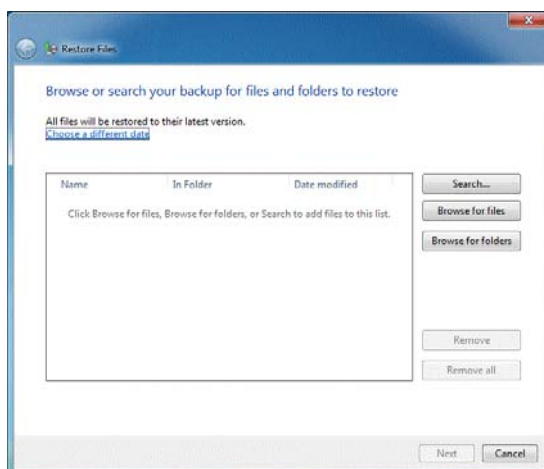 Restore Files
Browse or search your backup for files and folders to restore
All files will be restored to their latest version.
Choose a different date
Name In Folder Date modified
Click Browse for files, Browse for folders, or Search to add files to this list.
Search...
Browse for files
Browse for folders
Remove
Remove all
Next Cancel